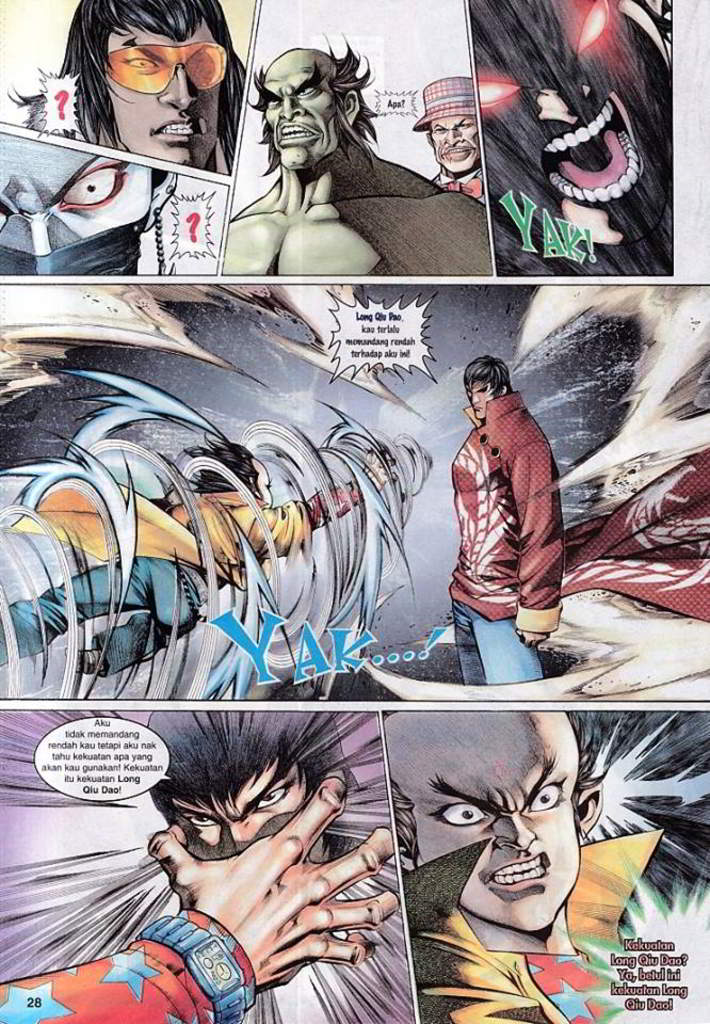 ?
?
Apa?
YAK!
Long Qiu Dao,
kau terlalu
memandang rendah
terhadap aku ini!
YAK....!
Aku
tidak memandang
rendah kau tetapi aku nak
tahu kekuatan apa yang
akan kau gunakan! Kekuatan
itu kekuatan Long
Qiu Dao!
Kekuatan
Long Qiu Dao?
Ya, betul ini
kekuatan Long
Qiu Dao!
28